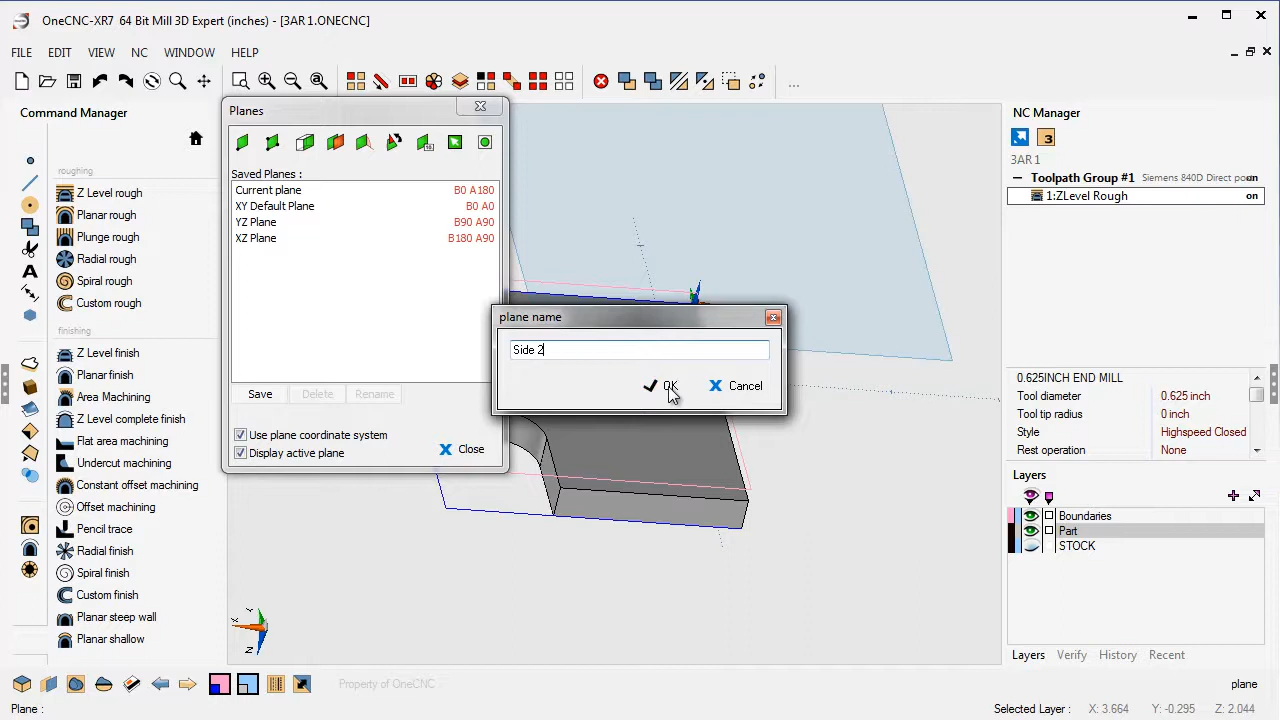 OneCNC-XR7 64 Bit Mill 3D Expert (inches) - [3AR 1.ONECNC]
FILE EDIT VIEW NC WINDOW HELP
Command Manager
roughing
Z Level rough
Planar rough
Plunge rough
Radial rough
Spiral rough
Custom rough
finishing
Z Level finish
Planar finish
Area Machining
Pencil finish
Z Level complete finish
Flat area machining
Undercut machining
Constant offset machining
Offset machining
Pencil trace
Radial finish
Spiral finish
Custom finish
Planar steep wall
Planar shallow
Planes
Saved Planes :
Current plane B0 A180
XY Default Plane B0 A0
YZ Plane B90 A90
XZ Plane B180 A90
Save Delete Rename
Use plane coordinate system
Display active plane
Close
plane name
Side 2
OK Cancel
NC Manager
3AR 1
Toolpath Group #1 Siemens 840D Direct on
1:ZLevel Rough on
0.625INCH END MILL
Tool diameter 0.625 inch
Tool tip radius 0 inch
Style Highspeed Closed
Rest operation None
Layers
Boundaries
Part
STOCK
Layers Verify History Recent
Property of OneCNC
plane
Plane :
Selected Layer : X: 3.664 Y: -0.295 Z: 2.044